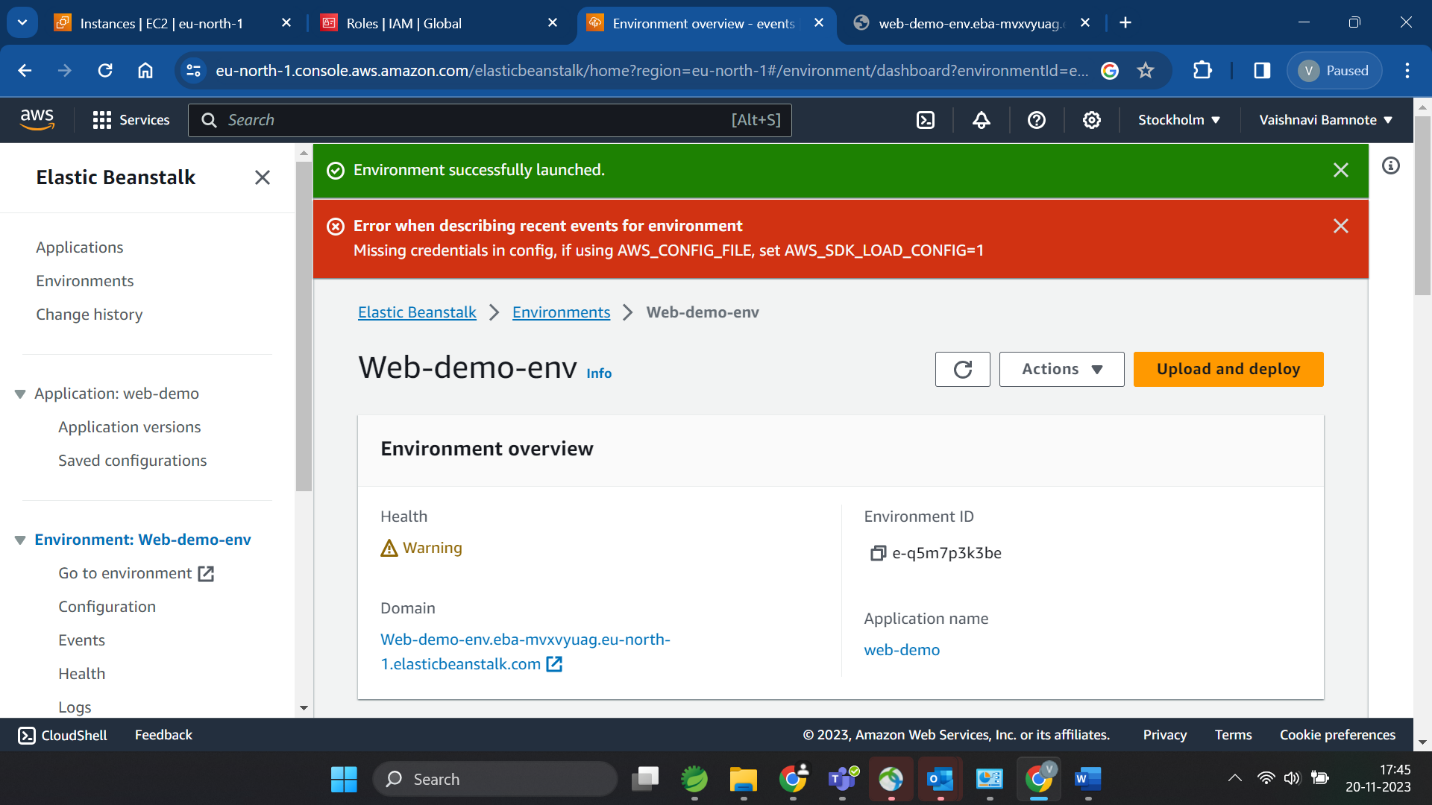 Instances | EC2 | eu-north-1
Roles | IAM | Global
Environment overview - events
web-demo-env.eba-mvxvyuag.e
eu-north-1.console.aws.amazon.com/elasticbeanstalk/home?region=eu-north-1#/environment/dashboard?environmentId=e...
G
V Paused
aws
Services
Search [Alt+S]
Stockholm
Vaishnavi Bamnote
Elastic Beanstalk
Applications
Environments
Change history
Application: web-demo
Application versions
Saved configurations
Environment: Web-demo-env
Go to environment
Configuration
Events
Health
Logs
Environment successfully launched.
Error when describing recent events for environment
Missing credentials in config, if using AWS_CONFIG_FILE, set AWS_SDK_LOAD_CONFIG=1
Elastic Beanstalk
Environments
Web-demo-env
Web-demo-env Info
Actions
Upload and deploy
Environment overview
Health
Warning
Domain
Web-demo-env.eba-mvxvyuag.eu-north-
1.elasticbeanstalk.com
Environment ID
e-q5m7p3k3be
Application name
web-demo
CloudShell
Feedback
© 2023, Amazon Web Services, Inc. or its affiliates.
Privacy
Terms
Cookie preferences
Search
17:45
20-11-2023